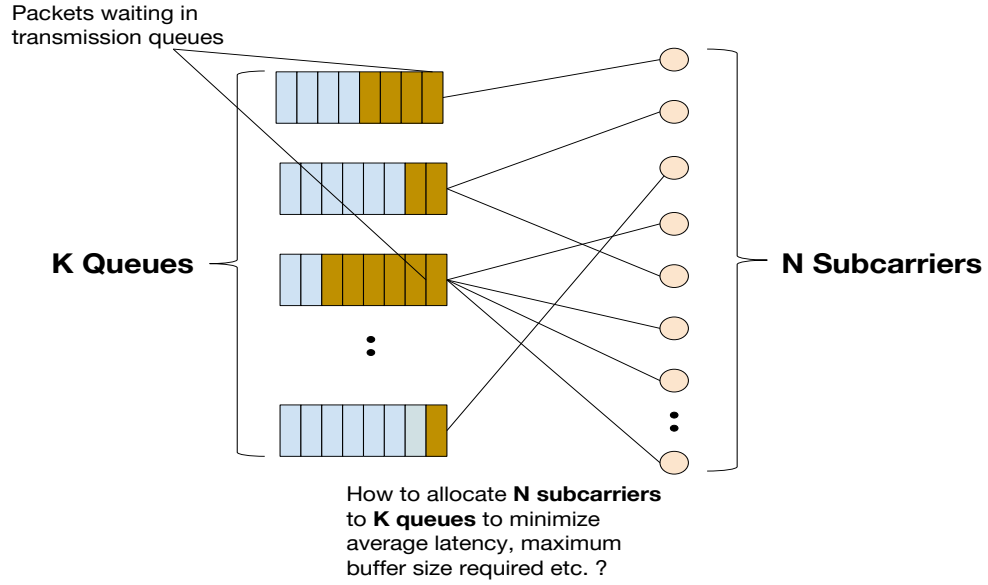 Packets waiting in
transmission queues
K Queues
N Subcarriers
How to allocate N subcarriers
to K queues to minimize
average latency, maximum
buffer size required etc. ?